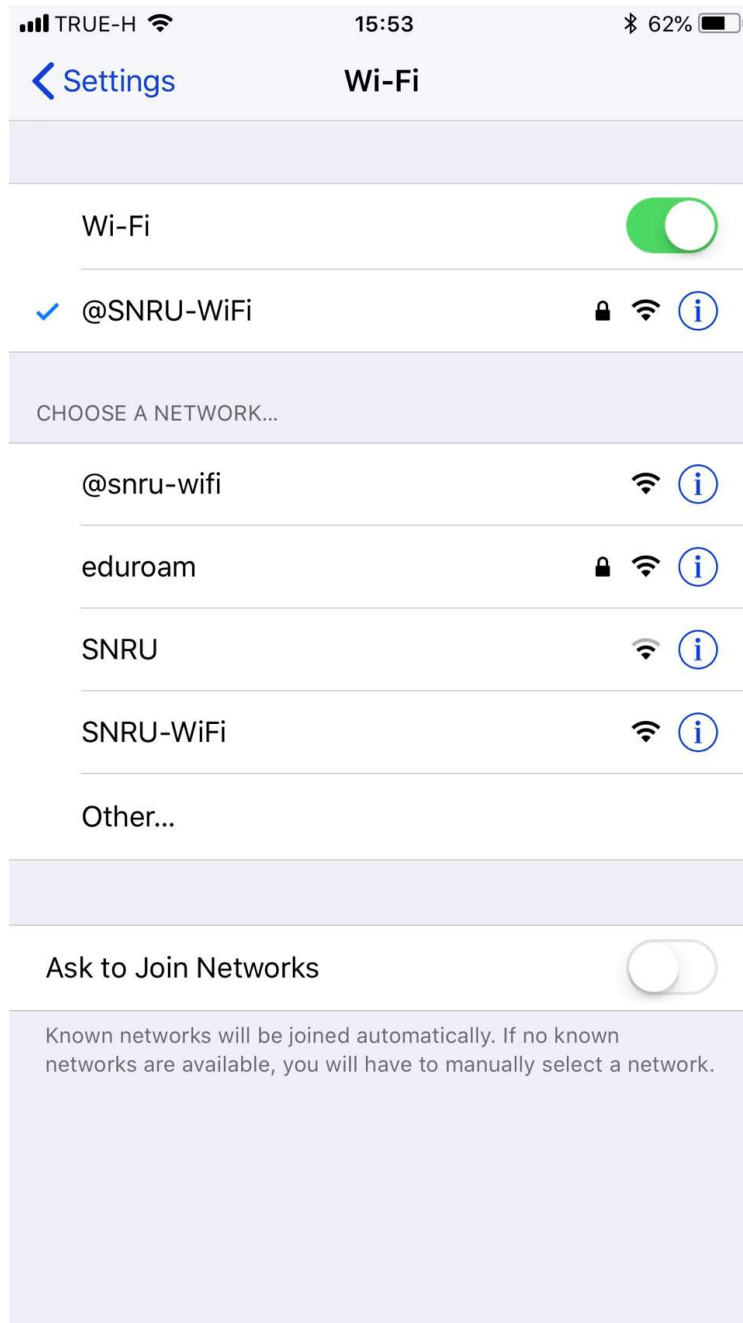 TRUE-H 15:53 62%
Settings Wi-Fi
Wi-Fi
@SNRU-WiFi
CHOOSE A NETWORK...
@snru-wifi
eduroam
SNRU
SNRU-WiFi
Other...
Ask to Join Networks
Known networks will be joined automatically. If no known
networks are available, you will have to manually select a network.